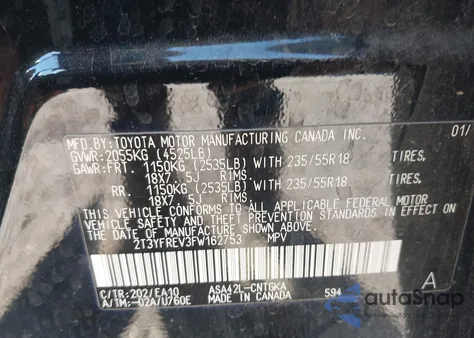 MFD.BY:TOYOTA MOTOR MANUFACTURING CANADA INC. 01/
GVWR:2055KG (4525LB)
GAWR:FRT. 1150KG (2535LB) WITH 235/55R18 TIRES,
18X7 5J RIMS.
RR. 1150KG (2535LB) WITH 235/55R18 TIRES,
18X7 5J RIMS.
THIS VEHICLE CONFORMS TO ALL APPLICABLE FEDERAL MOTOR
VEHICLE SAFETY AND THEFT PREVENTION STANDARDS IN EFFECT ON
THE DATE OF MANUFACTURE SHOWN ABOVE.
2T3YFREV3FW162753 MPV
A
C/TR:202/EA10 ASA42L-CNTGKA
A/TM:-02A/U760E MADE IN CANADA 594
autoSnap